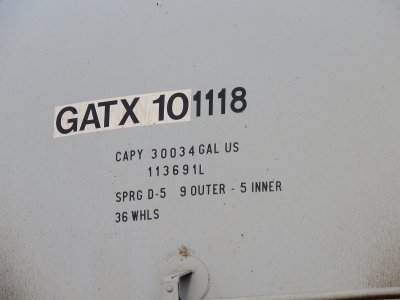 GATX 101118
CAPY 30034 GAL US
113691L
SPRG D-5 9 OUTER - 5 INNER
36 WHLS